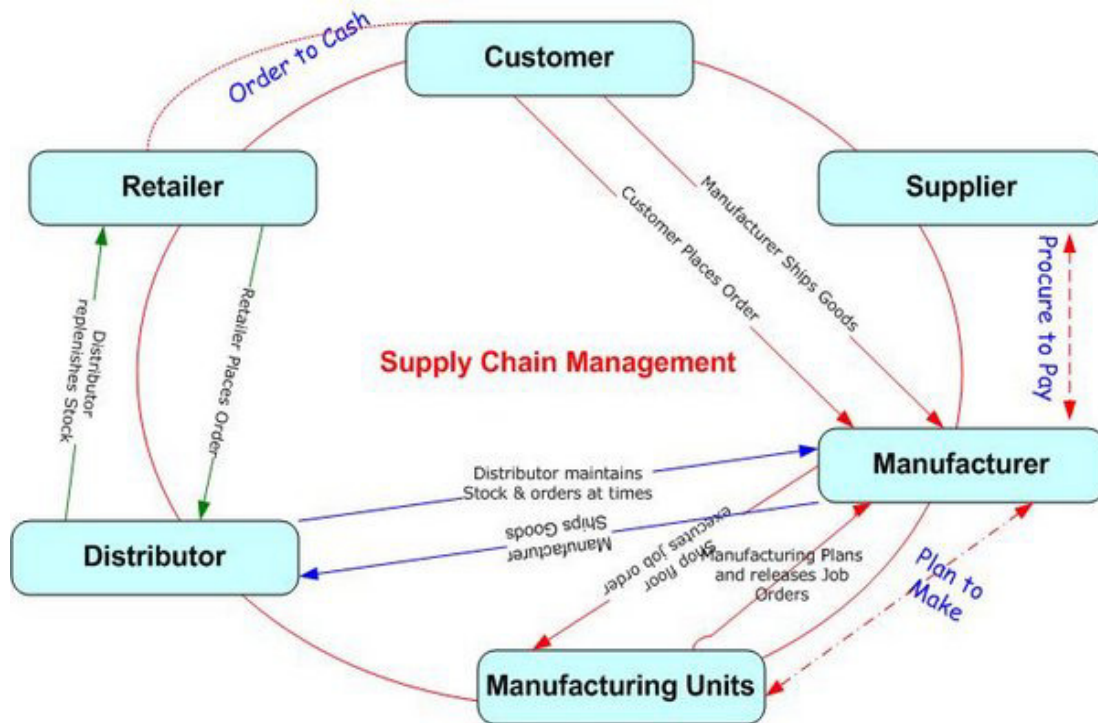 Order to Cash
Customer
Retailer
Supplier
Customer Places Order
Manufacturer Ships Goods
Procure to Pay
Distributor
replenishes Stock
Retailer Places Order
Supply Chain Management
Manufacturer
Distributor maintains
Stock & orders at times
Manufacturer
Ships Goods
Shop floor
executes job order
Manufacturing Plans
and releases Job
Orders
Plan to
Make
Distributor
Manufacturing Units